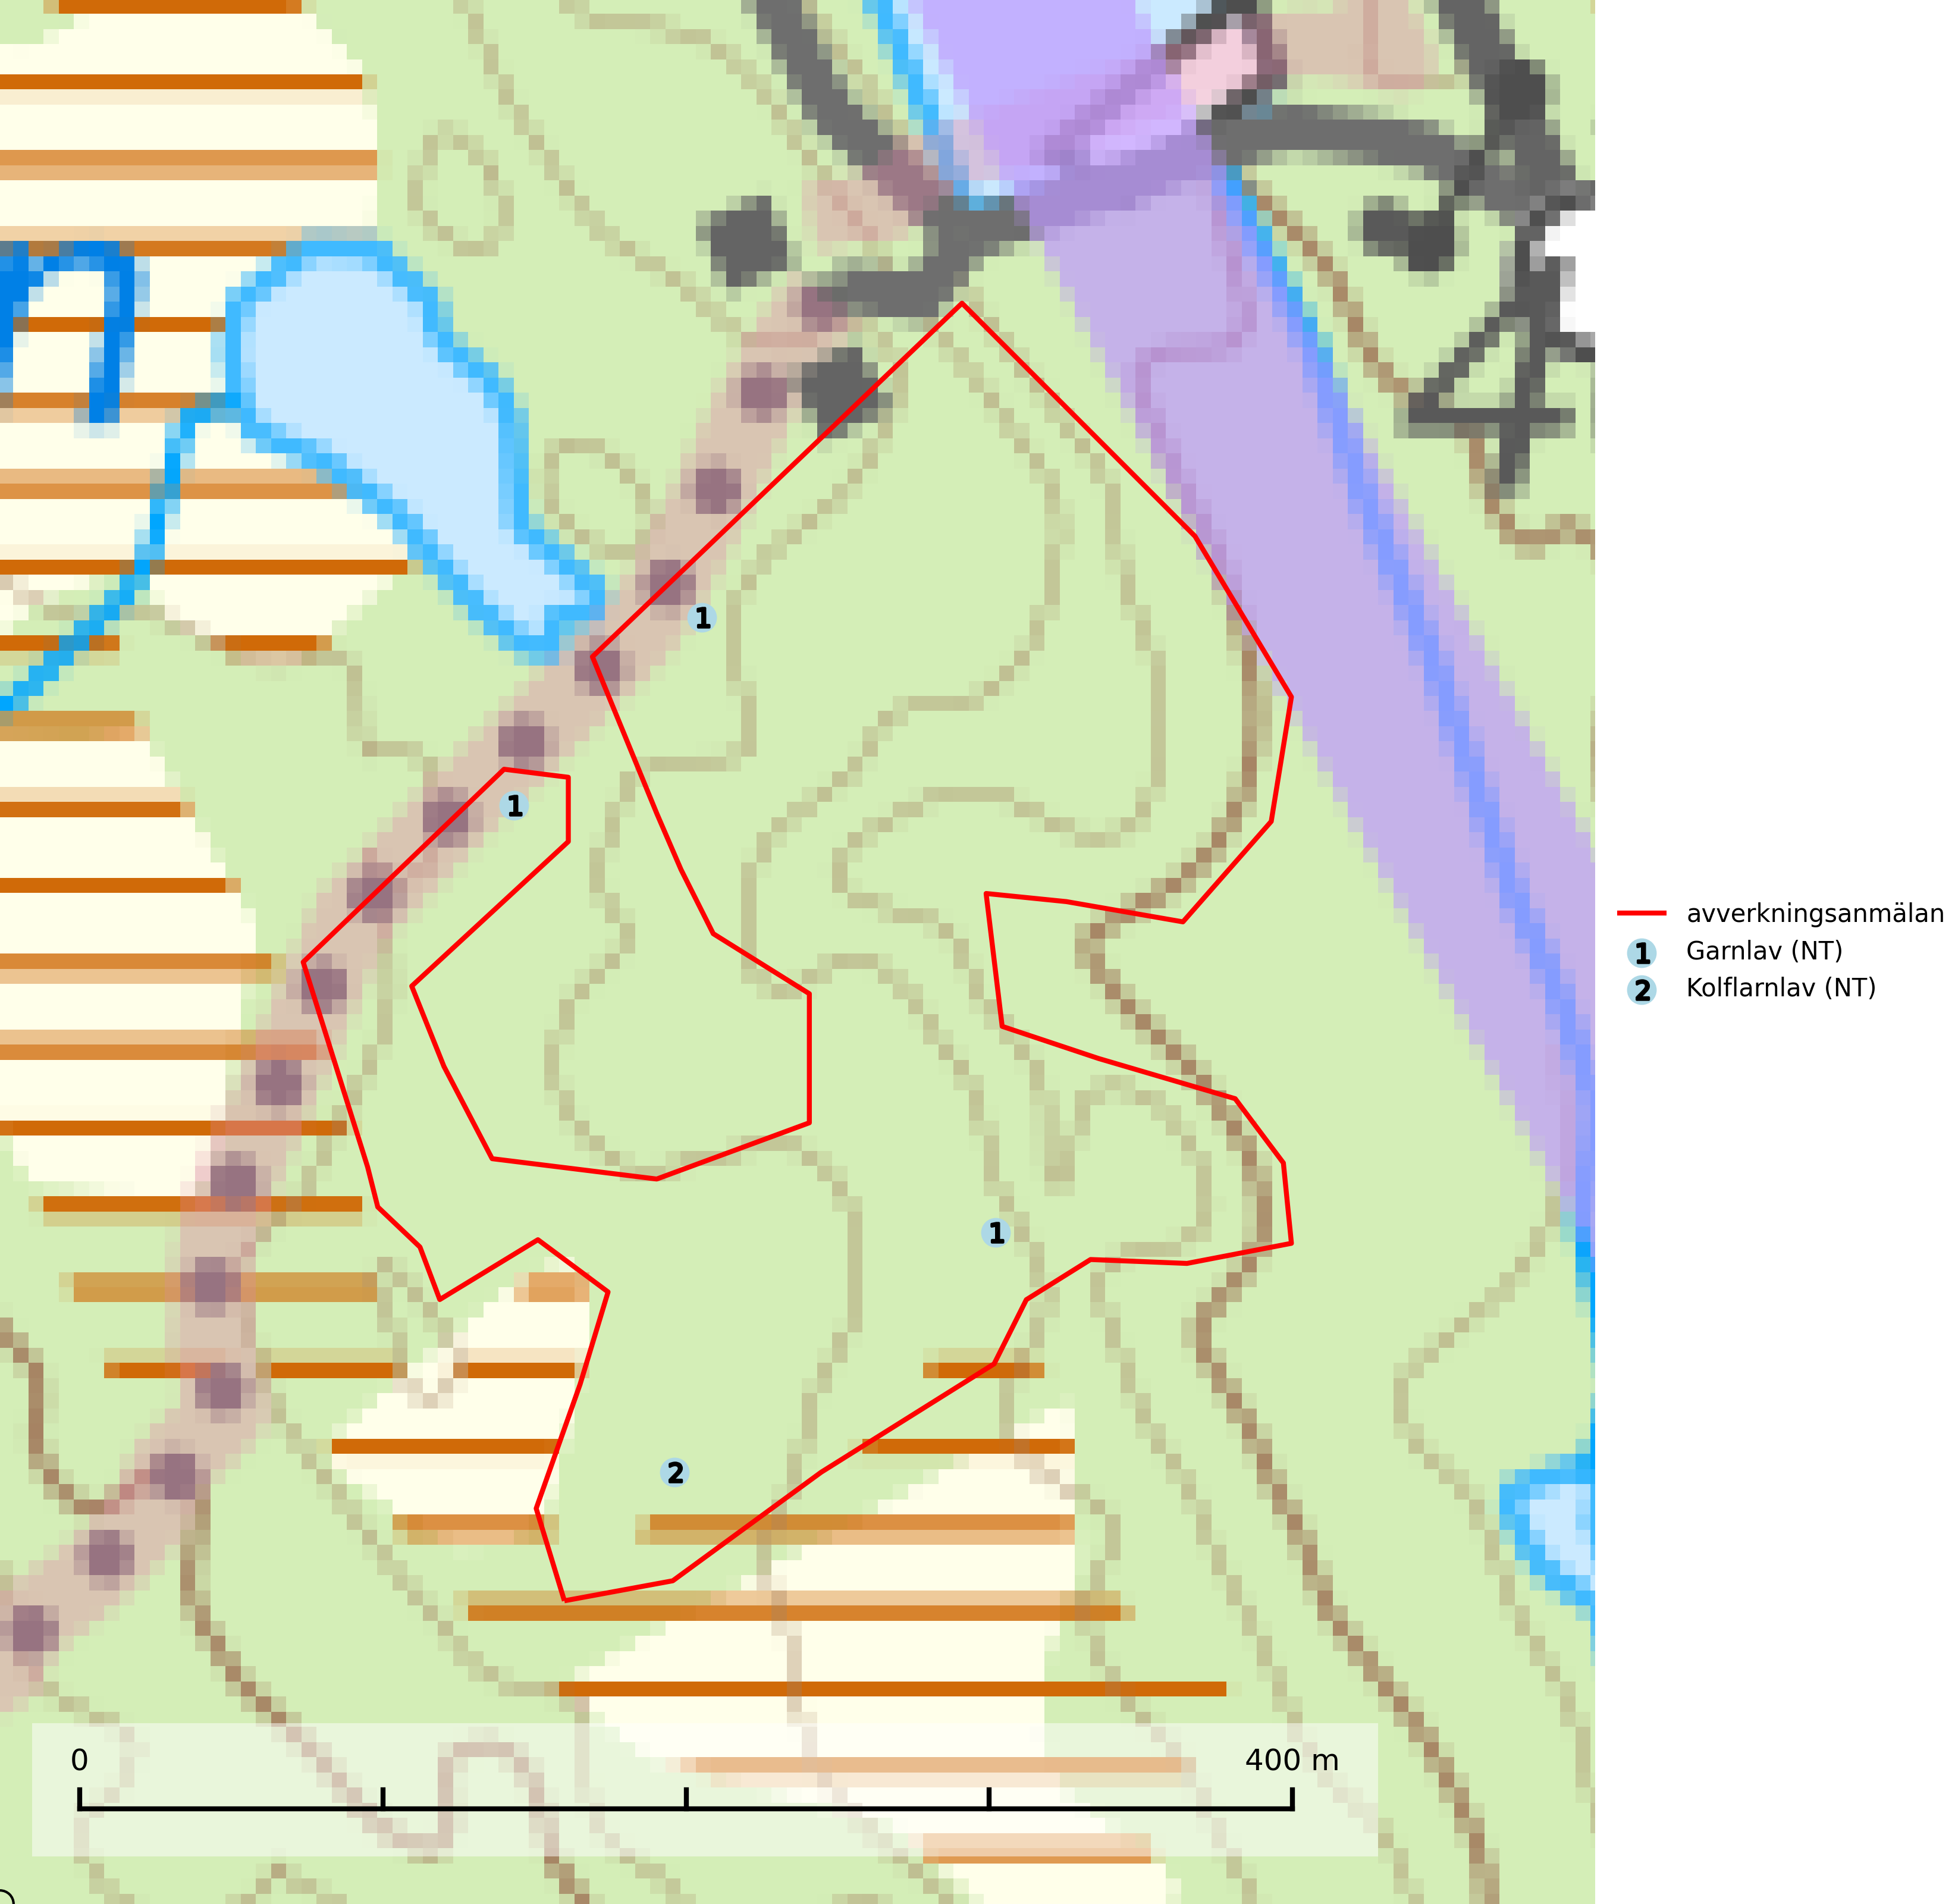 1
1
1
2
avverkningsanmälan
1 Garnlav (NT)
2 Kolflarnlav (NT)
0 400 m